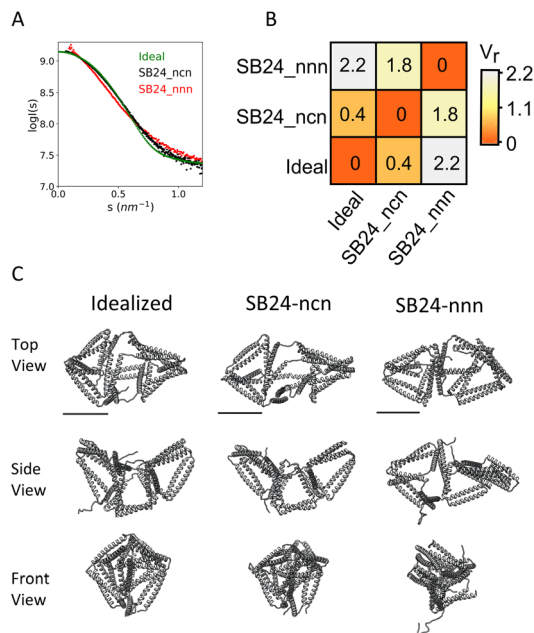 A
9.0
8.5
8.0
7.5
7.0
logI(s)
0.0
0.5
1.0
s (nm⁻¹)
Ideal
SB24_ncn
SB24_nnn
B
SB24_nnn
2.2
1.8
0
SB24_ncn
0.4
0
1.8
Ideal
0
0.4
2.2
Ideal
SB24_ncn
SB24_nnn
Vr
2.2
1.1
0
C
Idealized
SB24-ncn
SB24-nnn
Top
View
Side
View
Front
View